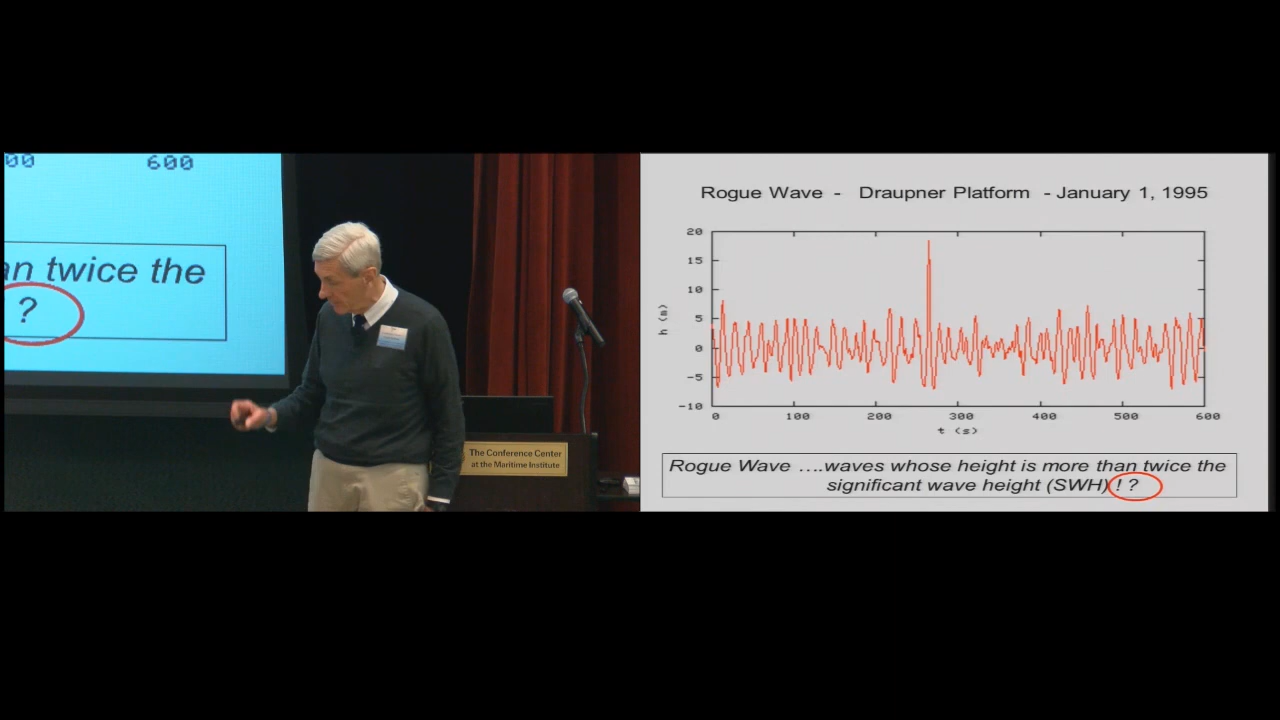 00 600
an twice the
?
The Conference Center
at the Maritime Institute
Rogue Wave - Draupner Platform - January 1, 1995
20
15
10
5
0
-5
-10
h (m)
0 100 200 300 400 500 600
t (s)
Rogue Wave ....waves whose height is more than twice the
significant wave height (SWH) ! ?